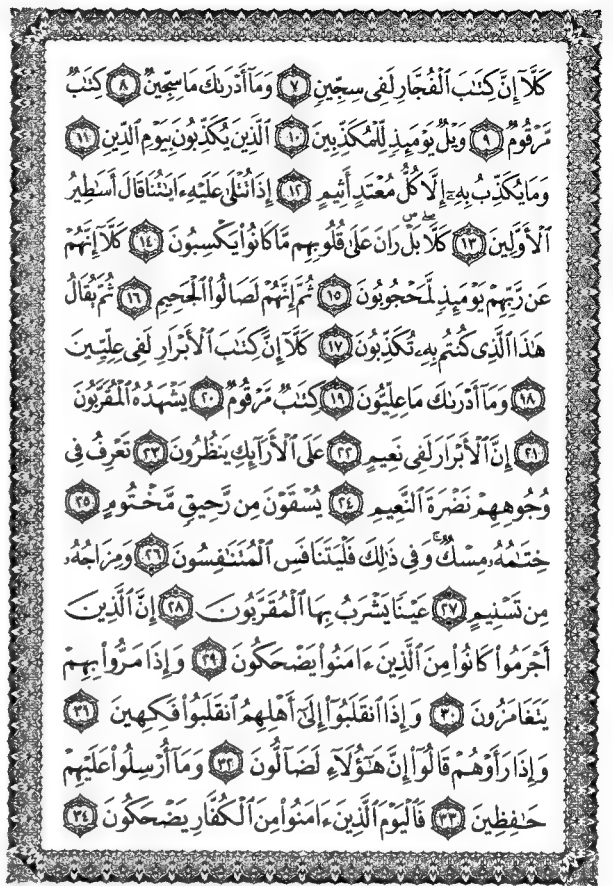 كَلَّآ إِنَّ كِتَٰبَ ٱلْفُجَّارِ لَفِى سِجِّينٍ ٧ وَمَآ أَدْرَىٰكَ مَا سِجِّينٌ ٨ كِتَٰبٌ
مَّرْقُومٌ ٩ وَيْلٌ يَوْمَئِذٍ لِّلْمُكَذِّبِينَ ١٠ ٱلَّذِينَ يُكَذِّبُونَ بِيَوْمِ ٱلدِّينِ ١١
وَمَا يُكَذِّبُ بِهِۦٓ إِلَّا كُلُّ مُعْتَدٍ أَثِيمٍ ١٢ إِذَا تُتْلَىٰ عَلَيْهِ ءَايَٰتُنَا قَالَ أَسَٰطِيرُ
ٱلْأَوَّلِينَ ١٣ كَلَّا ۖ بَلْ ۜ رَانَ عَلَىٰ قُلُوبِهِم مَّا كَانُوا۟ يَكْسِبُونَ ١٤ كَلَّآ إِنَّهُمْ
عَن رَّبِّهِمْ يَوْمَئِذٍ لَّمَحْجُوبُونَ ١٥ ثُمَّ إِنَّهُمْ لَصَالُوا۟ ٱلْجَحِيمِ ١٦ ثُمَّ يُقَالُ
هَٰذَا ٱلَّذِى كُنتُم بِهِۦ تُكَذِّبُونَ ١٧ كَلَّآ إِنَّ كِتَٰبَ ٱلْأَبْرَارِ لَفِى عِلِّيِّينَ
١٨ وَمَآ أَدْرَىٰكَ مَا عِلِّيُّونَ ١٩ كِتَٰبٌ مَّرْقُومٌ ٢٠ يَشْهَدُهُ ٱلْمُقَرَّبُونَ
٢١ إِنَّ ٱلْأَبْرَارَ لَفِى نَعِيمٍ ٢٢ عَلَى ٱلْأَرَآئِكِ يَنظُرُونَ ٢٣ تَعْرِفُ فِى
وُجُوهِهِمْ نَضْرَةَ ٱلنَّعِيمِ ٢٤ يُسْقَوْنَ مِن رَّحِيقٍ مَّخْتُومٍ ٢٥
خِتَٰمُهُۥ مِسْكٌ ۚ وَفِى ذَٰلِكَ فَلْيَتَنَافَسِ ٱلْمُتَنَٰفِسُونَ ٢٦ وَمِزَاجُهُۥ
مِن تَسْنِيمٍ ٢٧ عَيْنًا يَشْرَبُ بِهَا ٱلْمُقَرَّبُونَ ٢٨ إِنَّ ٱلَّذِينَ
أَجْرَمُوا۟ كَانُوا۟ مِنَ ٱلَّذِينَ ءَامَنُوا۟ يَضْحَكُونَ ٢٩ وَإِذَا مَرُّوا۟ بِهِمْ
يَتَغَامَزُونَ ٣٠ وَإِذَا ٱنقَلَبُوٓا۟ إِلَىٰٓ أَهْلِهِمُ ٱنقَلَبُوا۟ فَكِهِينَ ٣١
وَإِذَا رَأَوْهُمْ قَالُوٓا۟ إِنَّ هَٰٓؤُلَآءِ لَضَآلُّونَ ٣٢ وَمَآ أُرْسِلُوا۟ عَلَيْهِمْ
حَٰفِظِينَ ٣٣ فَٱلْيَوْمَ ٱلَّذِينَ ءَامَنُوا۟ مِنَ ٱلْكُفَّارِ يَضْحَكُونَ ٣٤